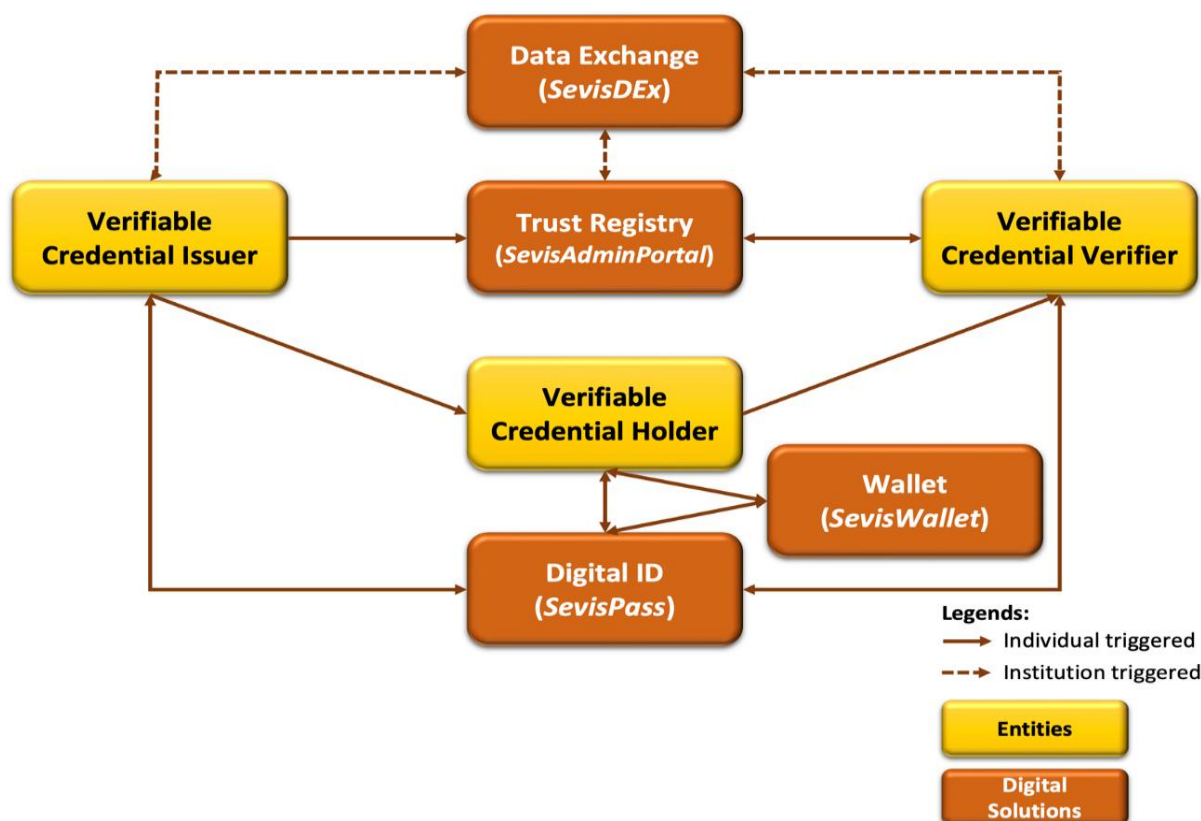 Data Exchange
(SevisDEx)
Verifiable
Credential Issuer
Trust Registry
(SevisAdminPortal)
Verifiable
Credential Verifier
Verifiable
Credential Holder
Wallet
(SevisWallet)
Digital ID
(SevisPass)
Legends:
Individual triggered
Institution triggered
Entities
Digital
Solutions